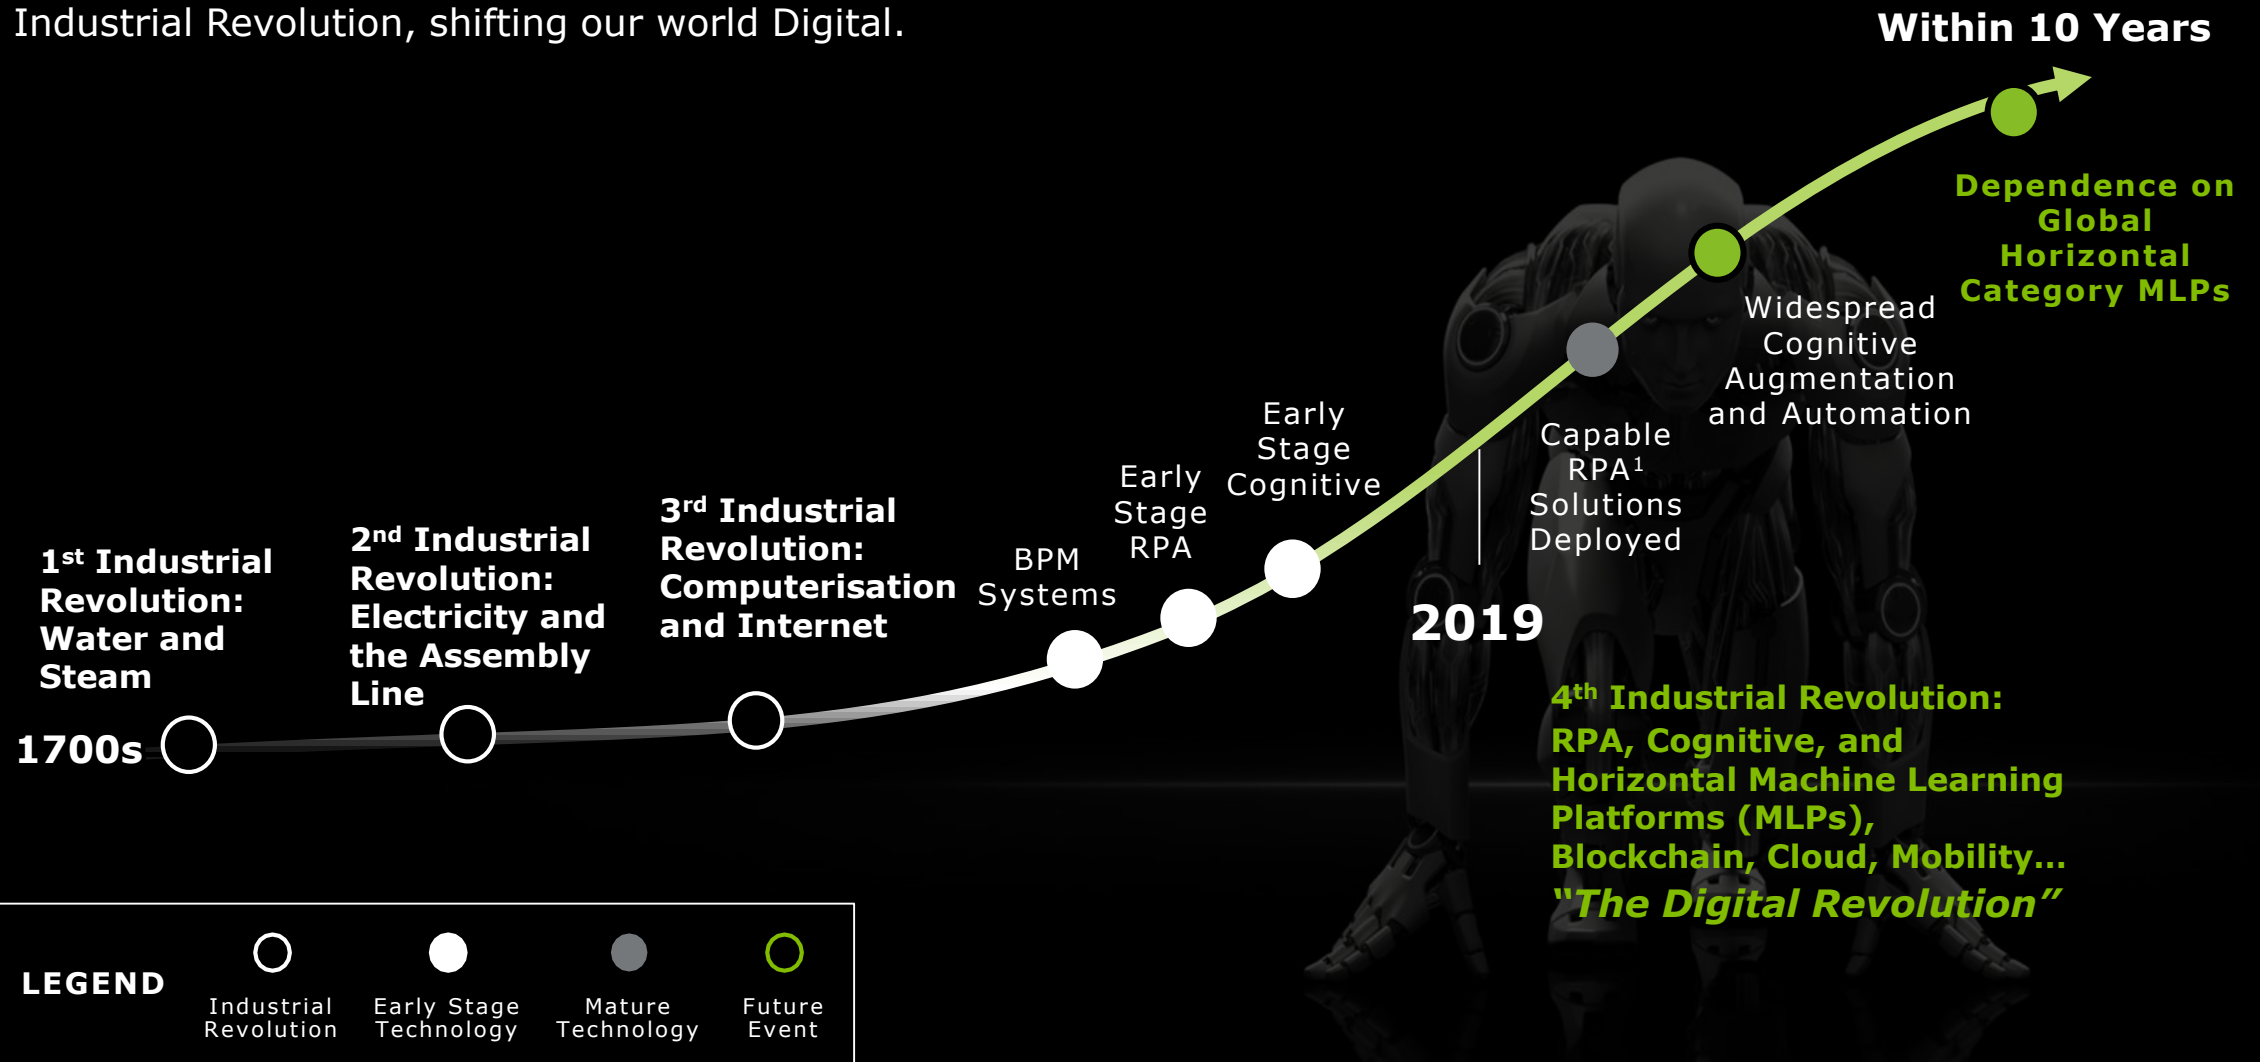 Industrial Revolution, shifting our world Digital.
Within 10 Years
Dependence on
Global
Horizontal
Category MLPs
Widespread
Cognitive
Augmentation
and Automation
Capable
RPA¹
Solutions
Deployed
Early
Stage
Cognitive
Early
Stage
RPA
BPM
Systems
3rd Industrial
Revolution:
Computerisation
and Internet
2nd Industrial
Revolution:
Electricity and
the Assembly
Line
1st Industrial
Revolution:
Water and
Steam
1700s
2019
4th Industrial Revolution:
RPA, Cognitive, and
Horizontal Machine Learning
Platforms (MLPs),
Blockchain, Cloud, Mobility…
“The Digital Revolution”
LEGEND
Industrial
Revolution
Early Stage
Technology
Mature
Technology
Future
Event